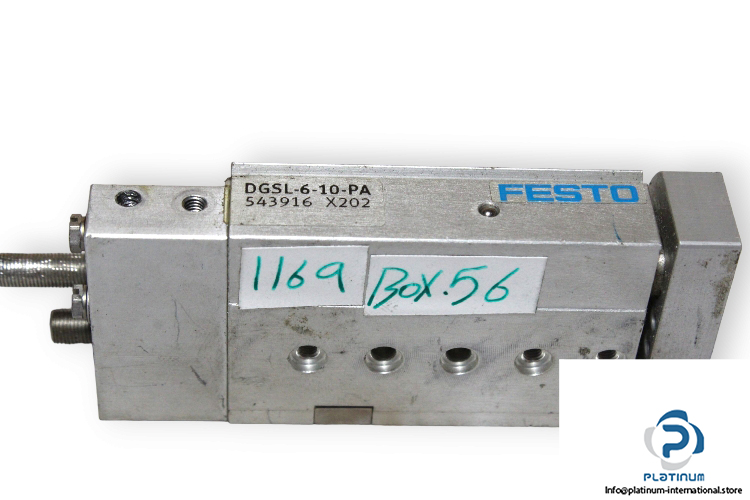 DGSL-6-10-PA
543916 X202
FESTO
1169
BOX.56
PLATINUM
Info@platinum-international.store